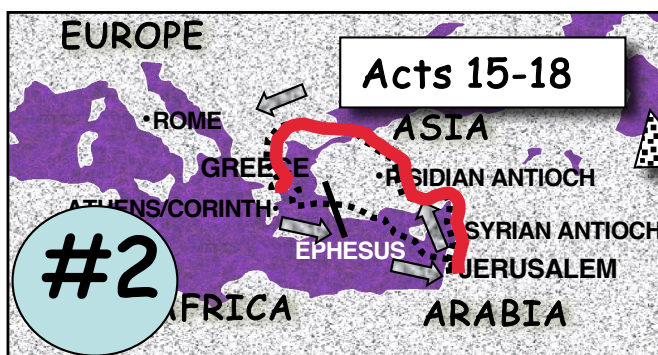 EUROPE
Acts 15-18
•ROME
ASIA
GREECE
•PISIDIAN ANTIOCH
ATHENS/CORINTH•
SYRIAN ANTIOCH
EPHESUS
#2
JERUSALEM
AFRICA
ARABIA